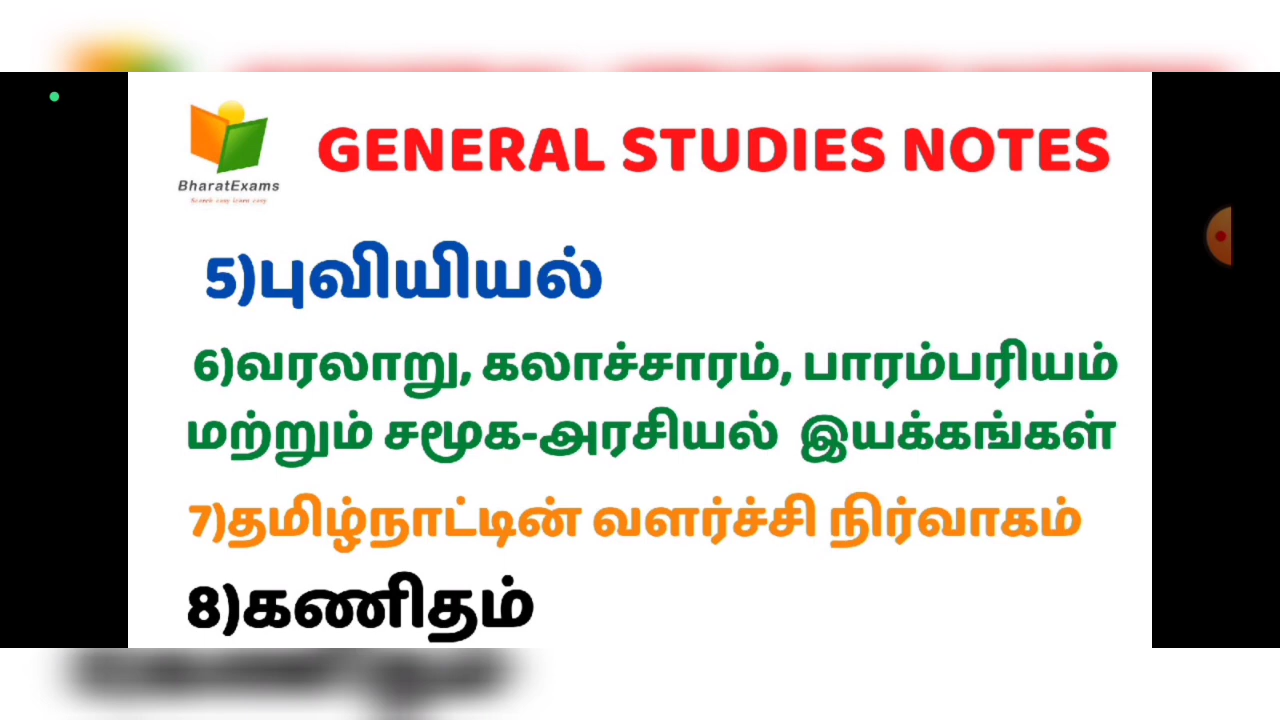 GENERAL STUDIES NOTES
BharatExams
5)புவியியல்
6)வரலாறு, கலாச்சாரம், பாரம்பரியம்
மற்றும் சமூக-அரசியல் இயக்கங்கள்
7)தமிழ்நாட்டின் வளர்ச்சி நிர்வாகம்
8)கணிதம்